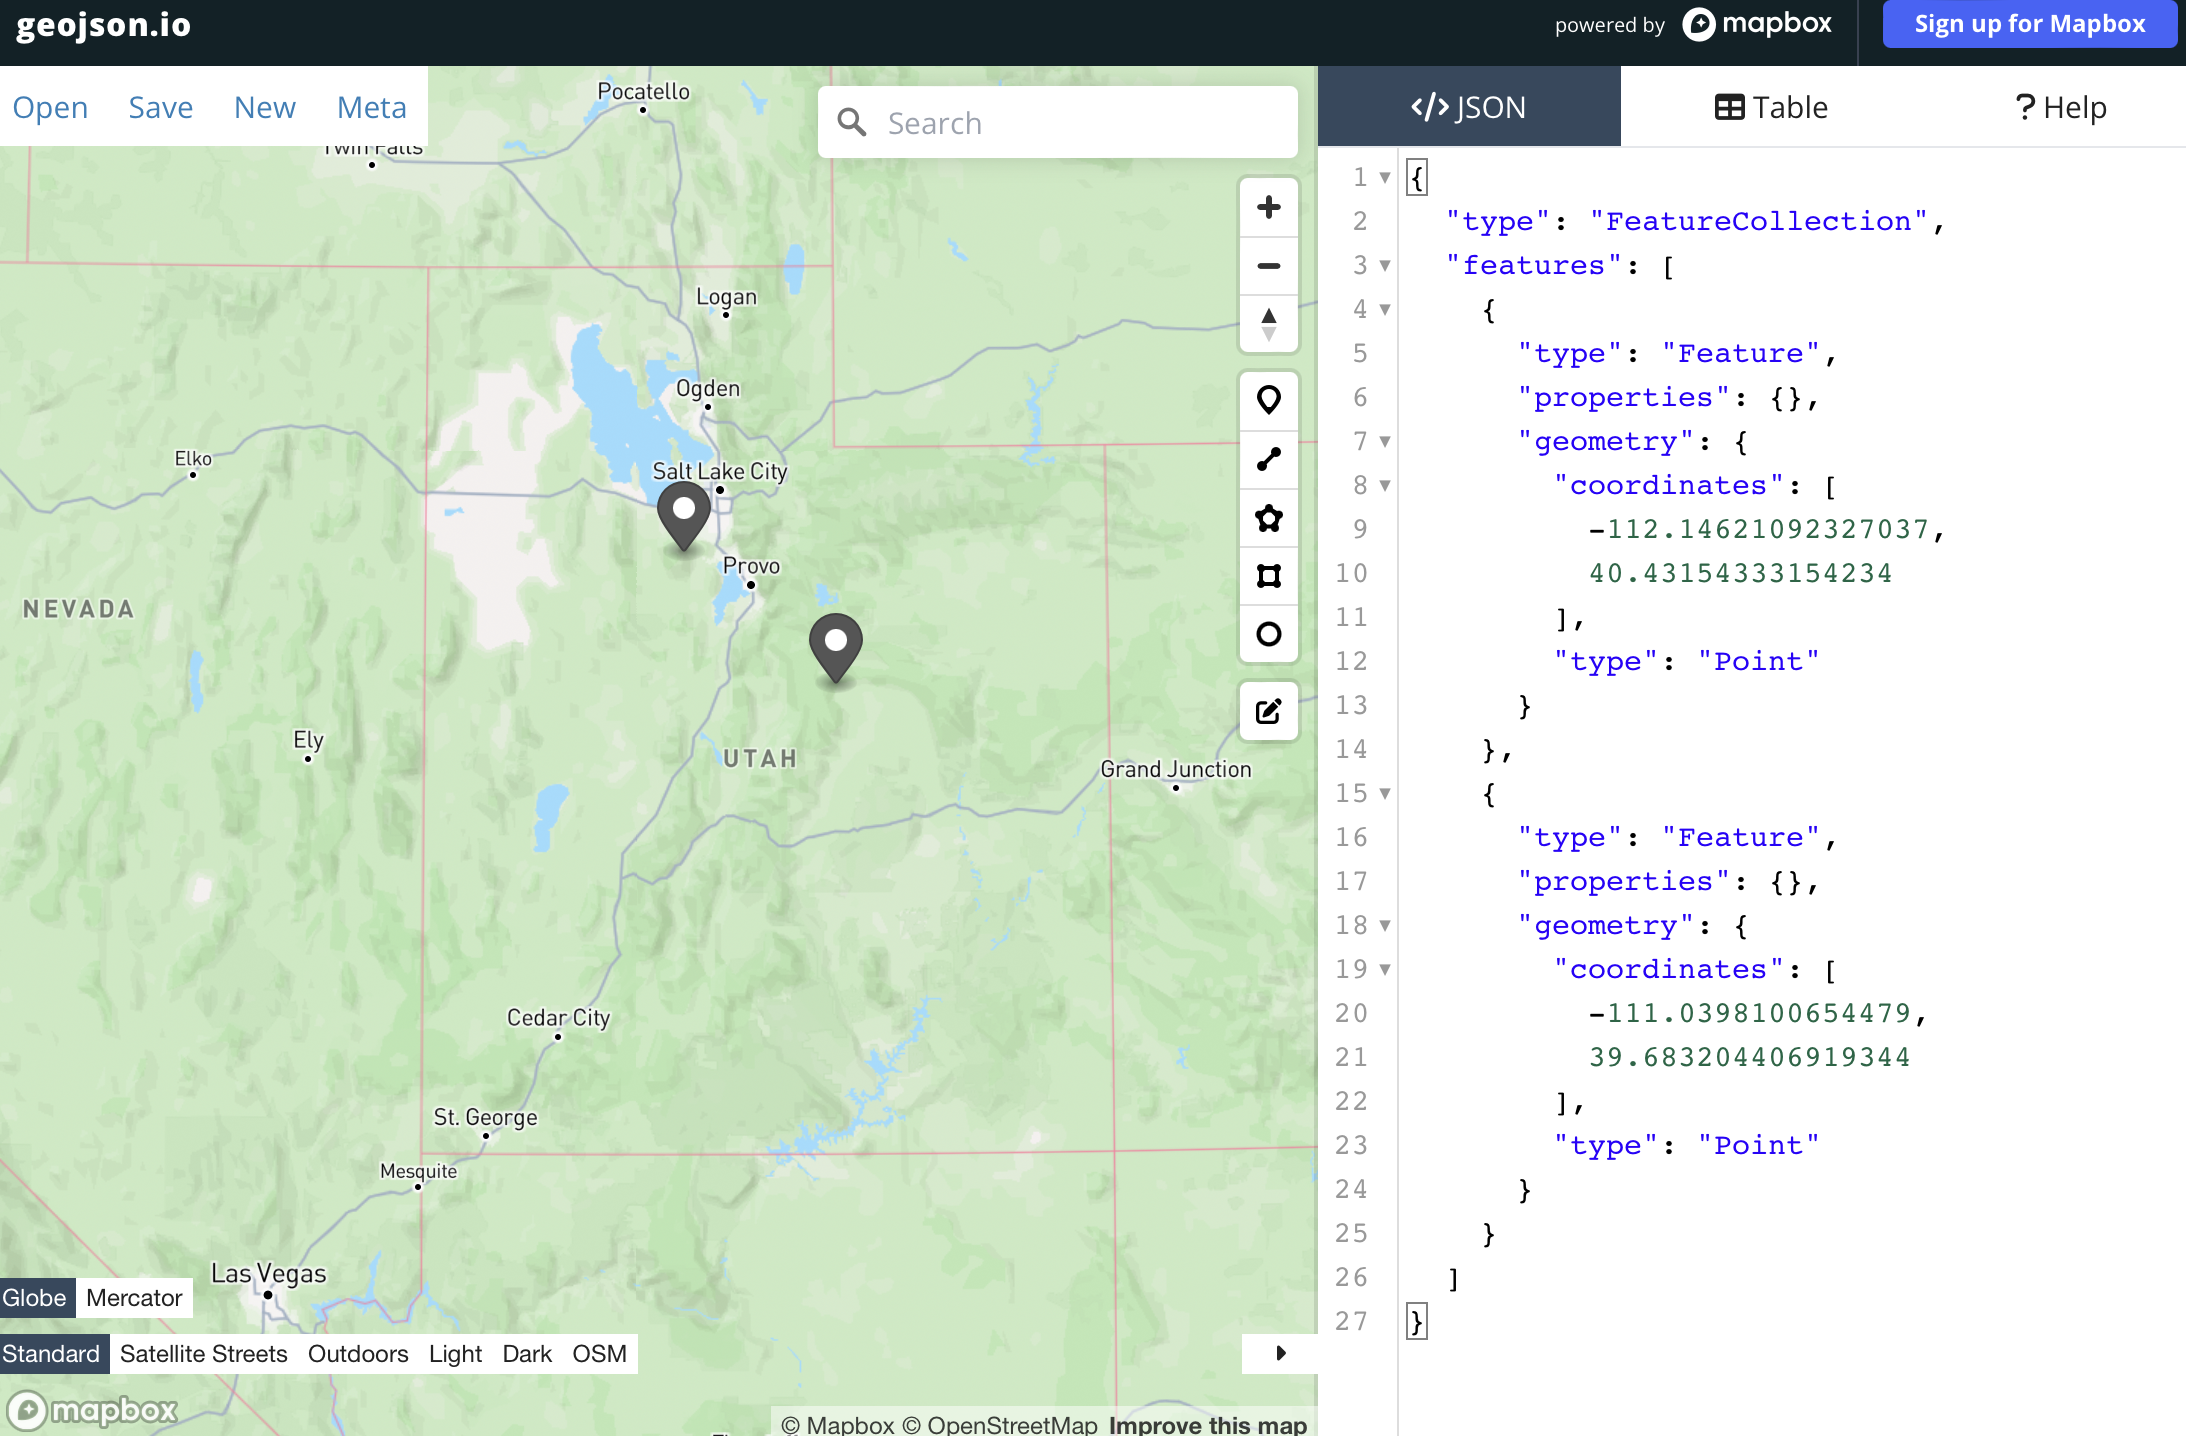 geojson.io
powered by mapbox
Sign up for Mapbox
Open Save New Meta
Search
</> JSON
Table
? Help
Pocatello
Twin Falls
Logan
Ogden
Elko
Salt Lake City
Provo
NEVADA
Ely
UTAH
Grand Junction
Cedar City
St. George
Mesquite
Las Vegas
Globe Mercator
Standard Satellite Streets Outdoors Light Dark OSM
mapbox
© Mapbox © OpenStreetMap Improve this map
1 {
2 "type": "FeatureCollection",
3 "features": [
4 {
5 "type": "Feature",
6 "properties": {},
7 "geometry": {
8 "coordinates": [
9 -112.14621092327037,
10 40.43154333154234
11 ],
12 "type": "Point"
13 }
14 },
15 {
16 "type": "Feature",
17 "properties": {},
18 "geometry": {
19 "coordinates": [
20 -111.0398100654479,
21 39.683204406919344
22 ],
23 "type": "Point"
24 }
25 }
26 ]
27 }